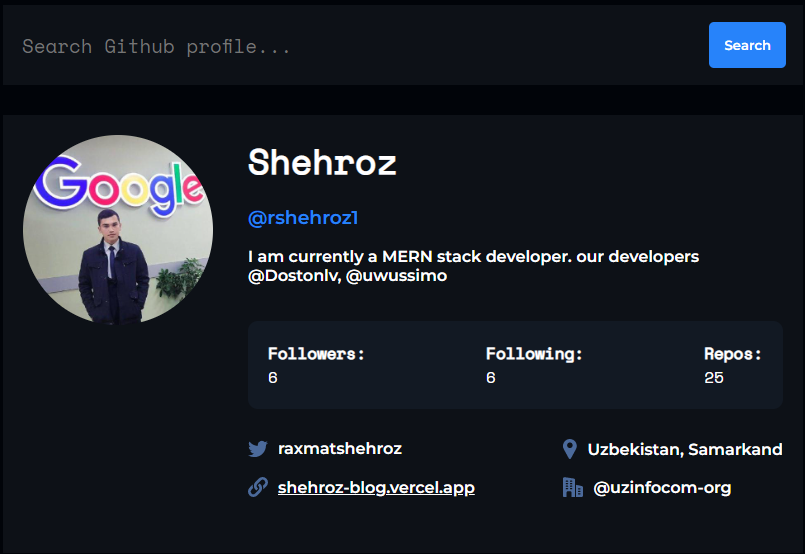 Search Github profile...
Search
Google
Shehroz
@rshehroz1
I am currently a MERN stack developer. our developers
@Dostonlv, @uwussimo
Followers: Following: Repos:
6 6 25
raxmatshehroz Uzbekistan, Samarkand
shehroz-blog.vercel.app @uzinfocom-org